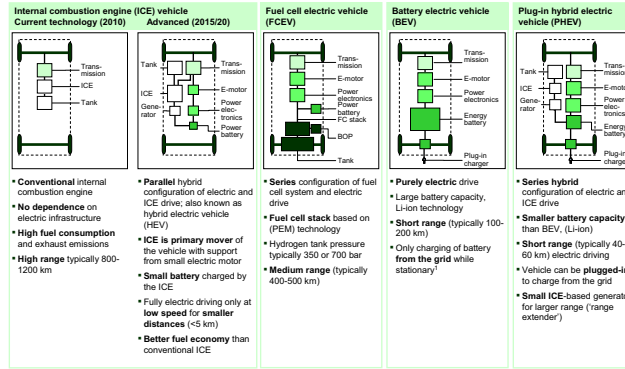 Internal combustion engine (ICE) vehicle
Current technology (2010)
Advanced (2015/20)
Fuel cell electric vehicle
(FCEV)
Battery electric vehicle
(BEV)
Plug-in hybrid electric
vehicle (PHEV)
Trans-
mission
ICE
Tank
Tank
ICE
Gene-
rator
Trans-
mission
E-motor
Power
elec-
tronics
Power
battery
Trans-
mission
E-motor
Power
electronics
Power
battery
FC stack
BOP
Tank
Trans-
mission
E-motor
Power
electronics
Energy
battery
Plug-in
charger
Tank
ICE
Gene-
rator
Trans-
mission
E-moto
Power
elec-
tronics
Energy
battery
Plug-in
charge
▪ Conventional internal
combustion engine
▪ No dependence on
electric infrastructure
▪ High fuel consumption
and exhaust emissions
▪ High range typically 800-
1200 km
▪ Parallel hybrid
configuration of electric and
ICE drive; also known as
hybrid electric vehicle
(HEV)
▪ ICE is primary mover of
the vehicle with support
from small electric motor
▪ Small battery charged by
the ICE
▪ Fully electric driving only at
low speed for smaller
distances (<5 km)
▪ Better fuel economy than
conventional ICE
▪ Series configuration of fuel
cell system and electric
drive
▪ Fuel cell stack based on
(PEM) technology
▪ Hydrogen tank pressure
typically 350 or 700 bar
▪ Medium range (typically
400-500 km)
▪ Purely electric drive
▪ Large battery capacity,
Li-ion technology
▪ Short range (typically 100-
200 km)
▪ Only charging of battery
from the grid while
stationary¹
▪ Series hybrid
configuration of electric an
ICE drive
▪ Smaller battery capacity
than BEV, (Li-ion)
▪ Short range (typically 40-
60 km) electric driving
▪ Vehicle can be plugged-in
to charge from the grid
▪ Small ICE-based generato
for larger range ('range
extender')